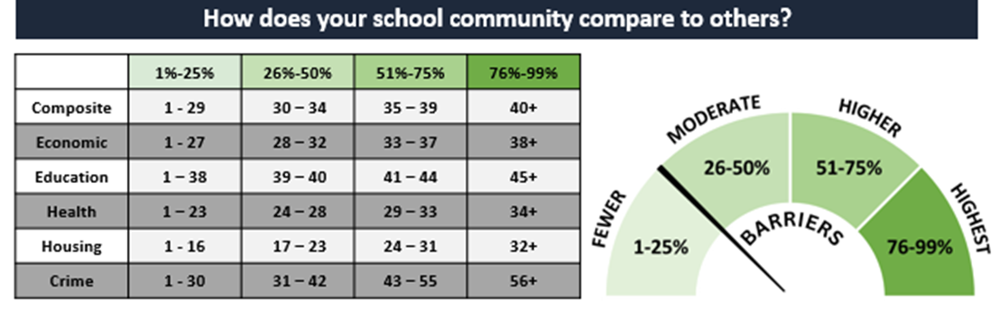 How does your school community compare to others?
1%-25% 26%-50% 51%-75% 76%-99%
Composite 1 - 29 30 – 34 35 – 39 40+
Economic 1 - 27 28 – 32 33 – 37 38+
Education 1 – 38 39 – 40 41 – 44 45+
Health 1 – 23 24 – 28 29 – 33 34+
Housing 1 - 16 17 – 23 24 – 31 32+
Crime 1 - 30 31 – 42 43 – 55 56+
FEWER
MODERATE
HIGHER
HIGHEST
1-25%
26-50%
51-75%
76-99%
BARRIERS